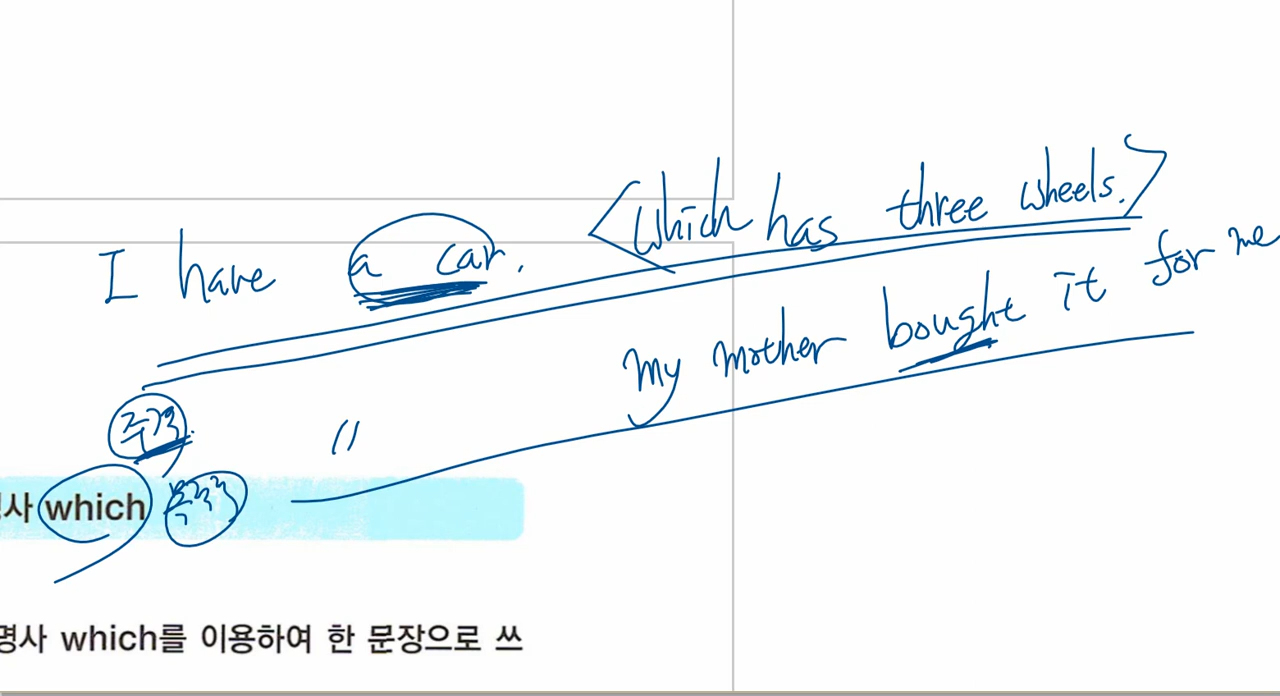 I have a car. <which has three wheels.>
My mother bought it for me
주격
〃
명사 which 목적격
명사 which를 이용하여 한 문장으로 쓰